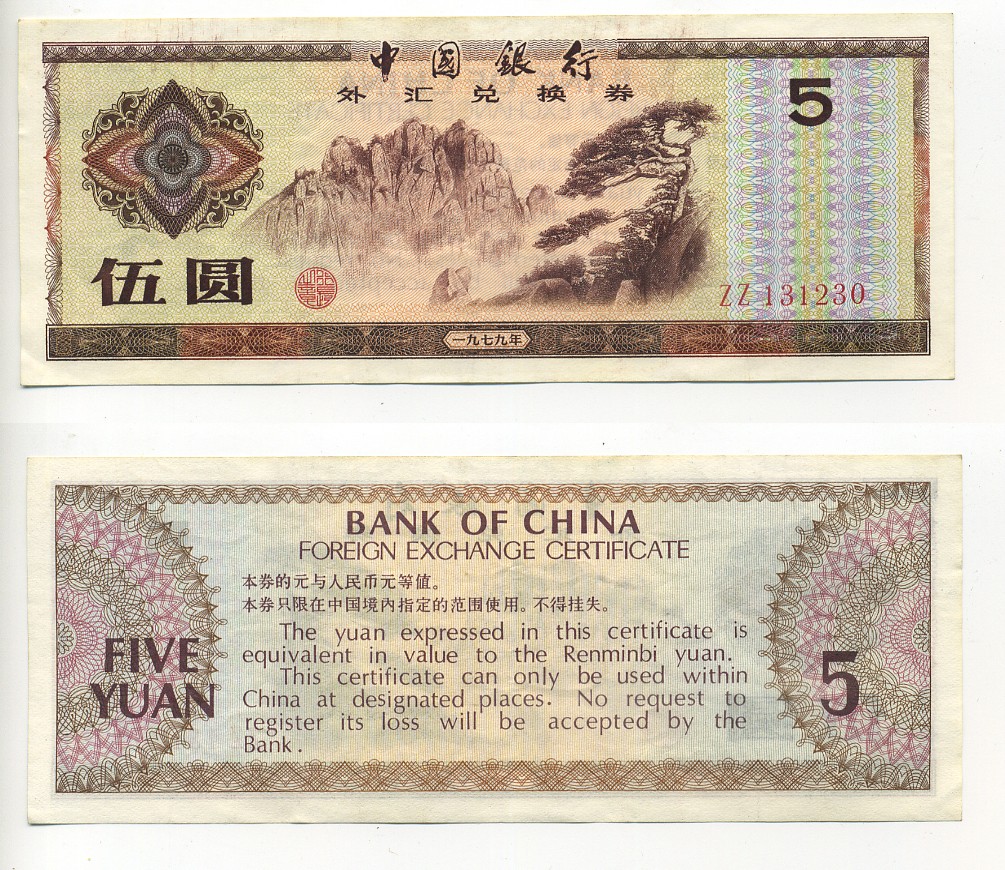 中國銀行
外汇兑换券
5
伍圆
ZZ 131230
一九七九年
BANK OF CHINA
FOREIGN EXCHANGE CERTIFICATE
本券的元与人民币元等值。
本券只限在中国境内指定的范围使用。不得挂失。
The yuan expressed in this certificate is
equivalent in value to the Renminbi yuan.
This certificate can only be used within
China at designated places. No request to
register its loss will be accepted by the
Bank.
FIVE
YUAN
5